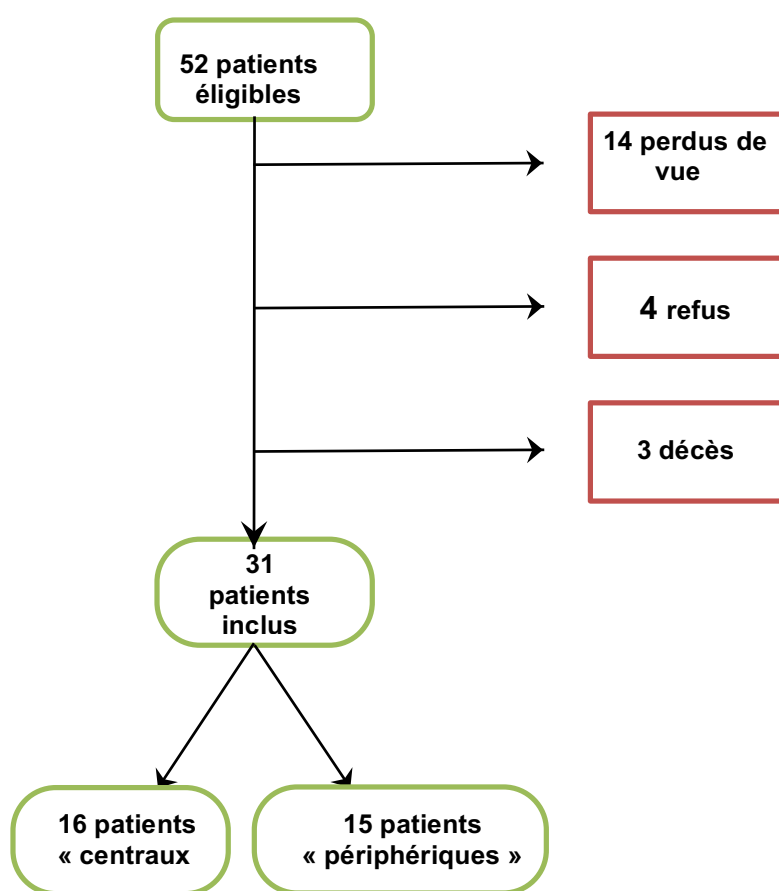 52 patients
éligibles
14 perdus de
vue
4 refus
3 décès
31
patients
inclus
16 patients
« centraux
15 patients
« périphériques »